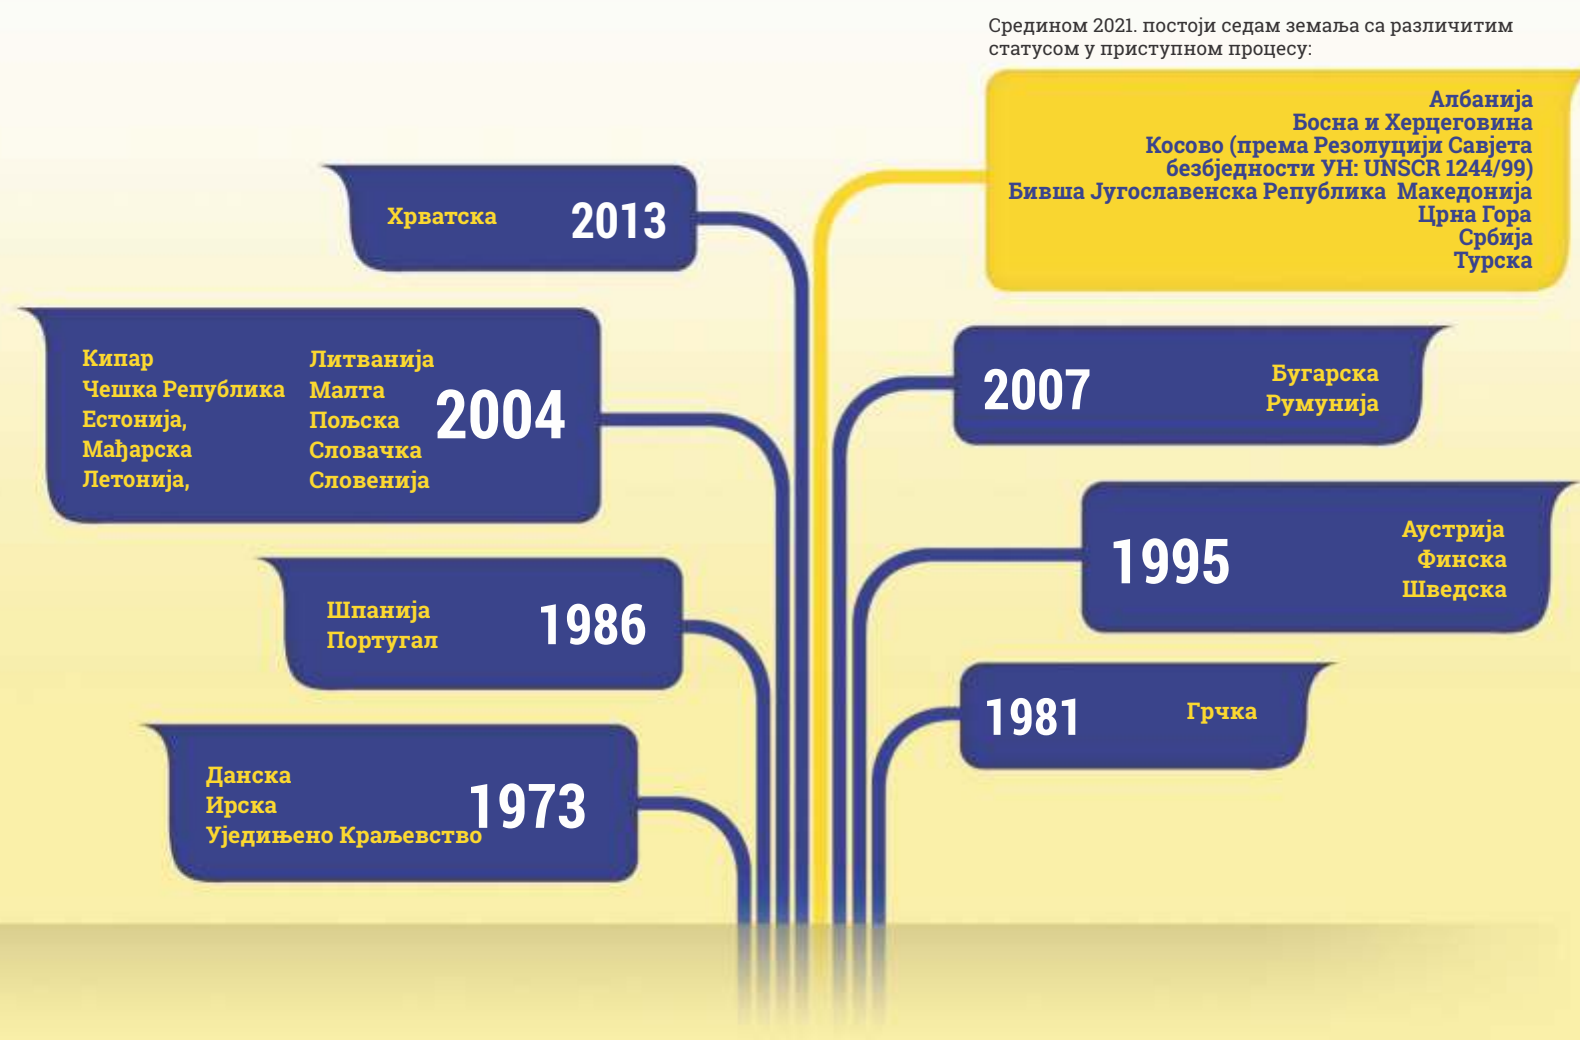 Средином 2021. постоји седам земаља са различитим
статусом у приступном процесу:
Албанија
Босна и Херцеговина
Косово (према Резолуцији Савјета
безбједности УН: UNSCR 1244/99)
Бивша Југославенска Република Македонија
Црна Гора
Србија
Турска
Хрватска
2013
Кипар
Чешка Република
Естонија,
Мађарска
Летонија,
Литванија
Малта
Пољска
Словачка
Словенија
2004
2007
Бугарска
Румунија
1995
Аустрија
Финска
Шведска
Шпанија
Португал
1986
1981
Грчка
Данска
Ирска
Уједињено Краљевство
1973